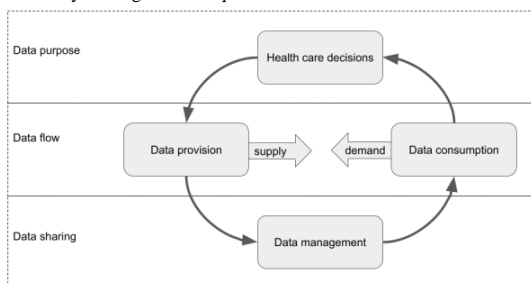 Data purpose
Health care decisions
Data flow
Data provision
supply
demand
Data consumption
Data sharing
Data management